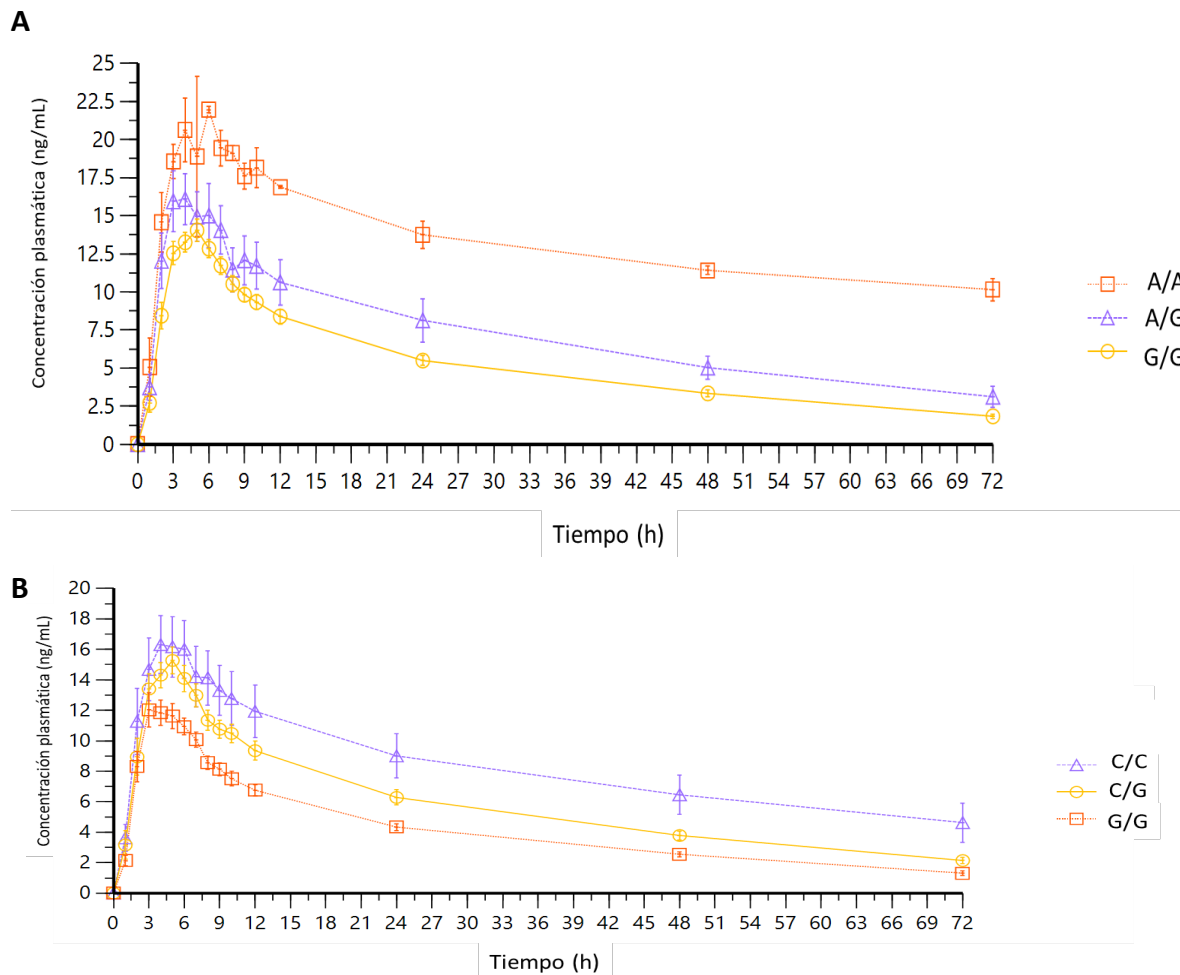 A
Concentración plasmática (ng/mL)
25
22.5
20
17.5
15
12.5
10
7.5
5
2.5
0
0 3 6 9 12 15 18 21 24 27 30 33 36 39 42 45 48 51 54 57 60 63 66 69 72
Tiempo (h)
A/A
A/G
G/G
B
Concentración plasmática (ng/mL)
20
18
16
14
12
10
8
6
4
2
0
0 3 6 9 12 15 18 21 24 27 30 33 36 39 42 45 48 51 54 57 60 63 66 69 72
Tiempo (h)
C/C
C/G
G/G